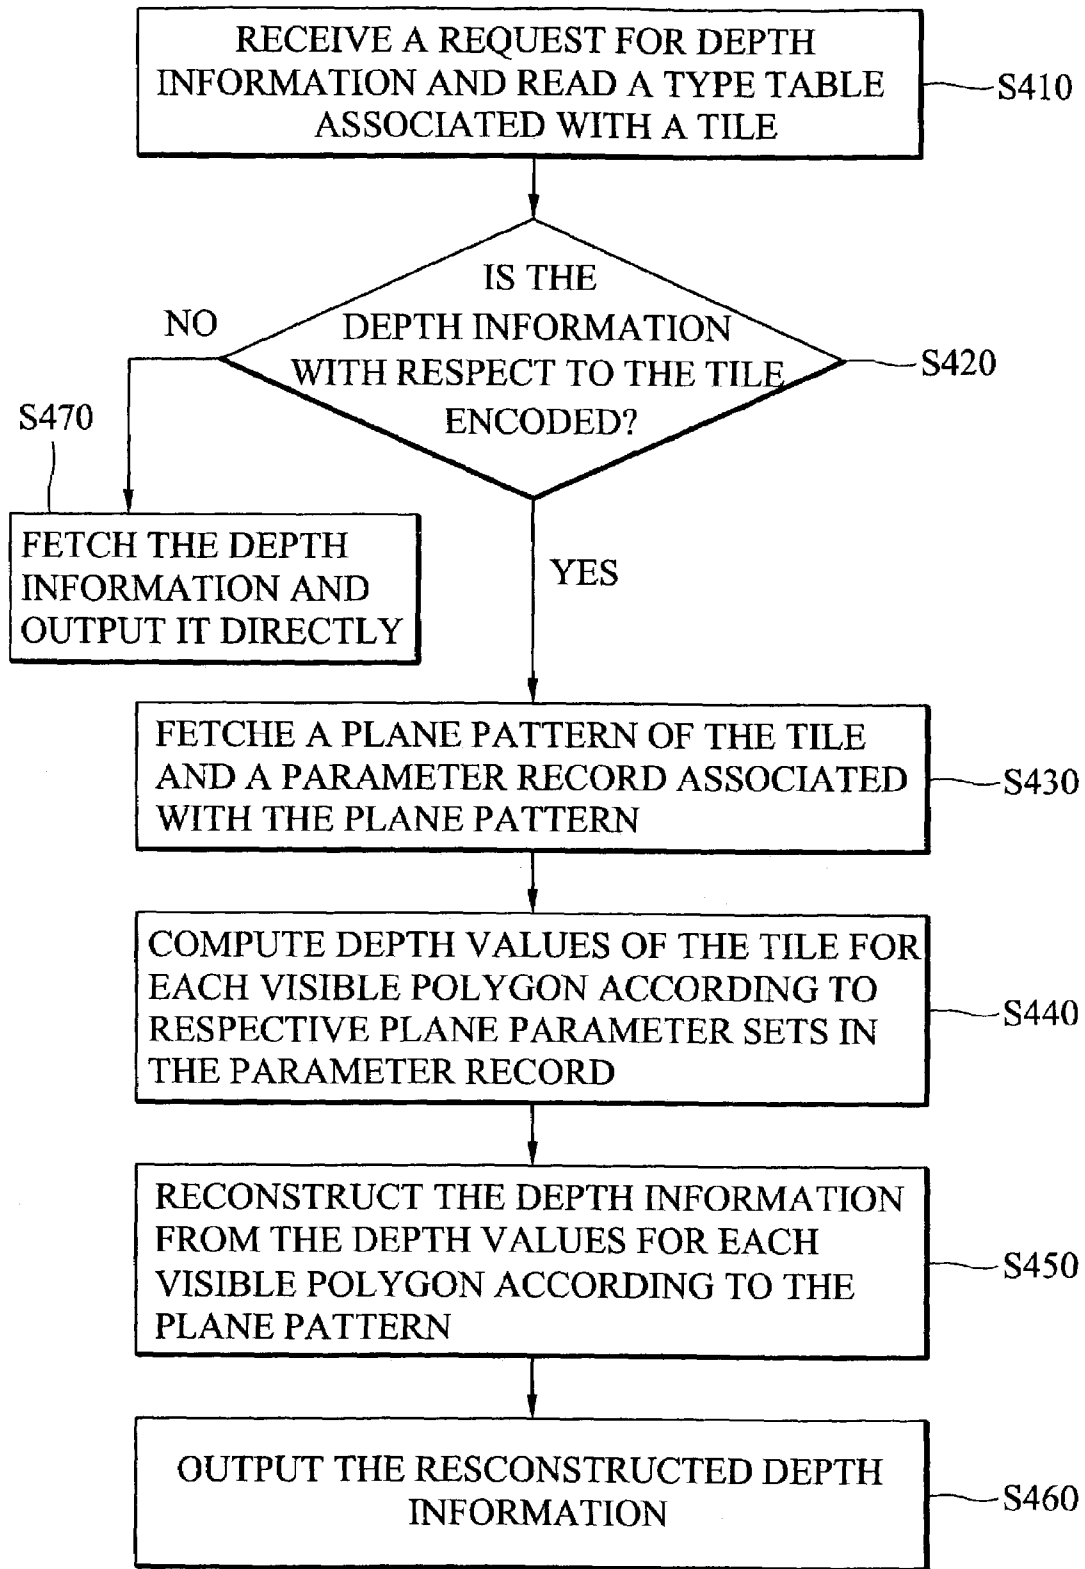 RECEIVE A REQUEST FOR DEPTH
INFORMATION AND READ A TYPE TABLE
ASSOCIATED WITH A TILE
S410
IS THE
DEPTH INFORMATION
WITH RESPECT TO THE TILE
ENCODED?
S420
NO
S470
FETCH THE DEPTH
INFORMATION AND
OUTPUT IT DIRECTLY
YES
FETCHE A PLANE PATTERN OF THE TILE
AND A PARAMETER RECORD ASSOCIATED
WITH THE PLANE PATTERN
S430
COMPUTE DEPTH VALUES OF THE TILE FOR
EACH VISIBLE POLYGON ACCORDING TO
RESPECTIVE PLANE PARAMETER SETS IN
THE PARAMETER RECORD
S440
RECONSTRUCT THE DEPTH INFORMATION
FROM THE DEPTH VALUES FOR EACH
VISIBLE POLYGON ACCORDING TO THE
PLANE PATTERN
S450
OUTPUT THE RESCONSTRUCTED DEPTH
INFORMATION
S460